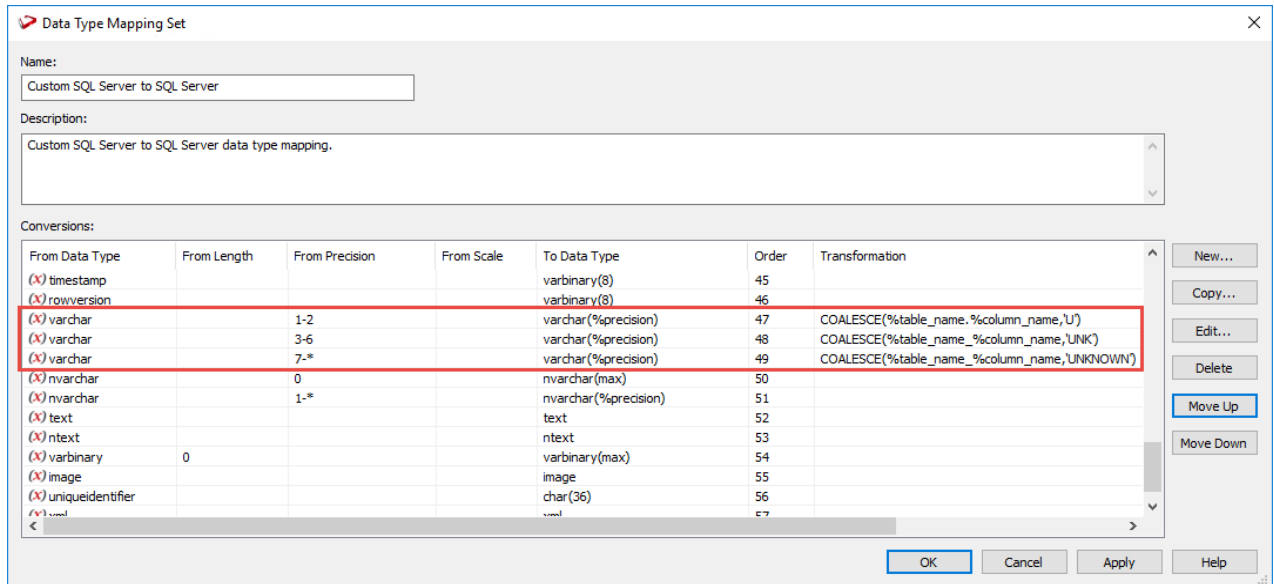 Data Type Mapping Set
Name:
Custom SQL Server to SQL Server
Description:
Custom SQL Server to SQL Server data type mapping.
Conversions:
From Data Type From Length From Precision From Scale To Data Type Order Transformation
(x) timestamp varbinary(8) 45
(x) rowversion varbinary(8) 46
(x) varchar 1-2 varchar(%precision) 47 COALESCE(%table_name.%column_name,'U')
(x) varchar 3-6 varchar(%precision) 48 COALESCE(%table_name_%column_name,'UNK')
(x) varchar 7-* varchar(%precision) 49 COALESCE(%table_name_%column_name,'UNKNOWN')
(x) nvarchar 0 nvarchar(max) 50
(x) nvarchar 1-* nvarchar(%precision) 51
(x) text text 52
(x) ntext ntext 53
(x) varbinary 0 varbinary(max) 54
(x) image image 55
(x) uniqueidentifier char(36) 56
(x) xml xml 57
New...
Copy...
Edit...
Delete
Move Up
Move Down
OK Cancel Apply Help